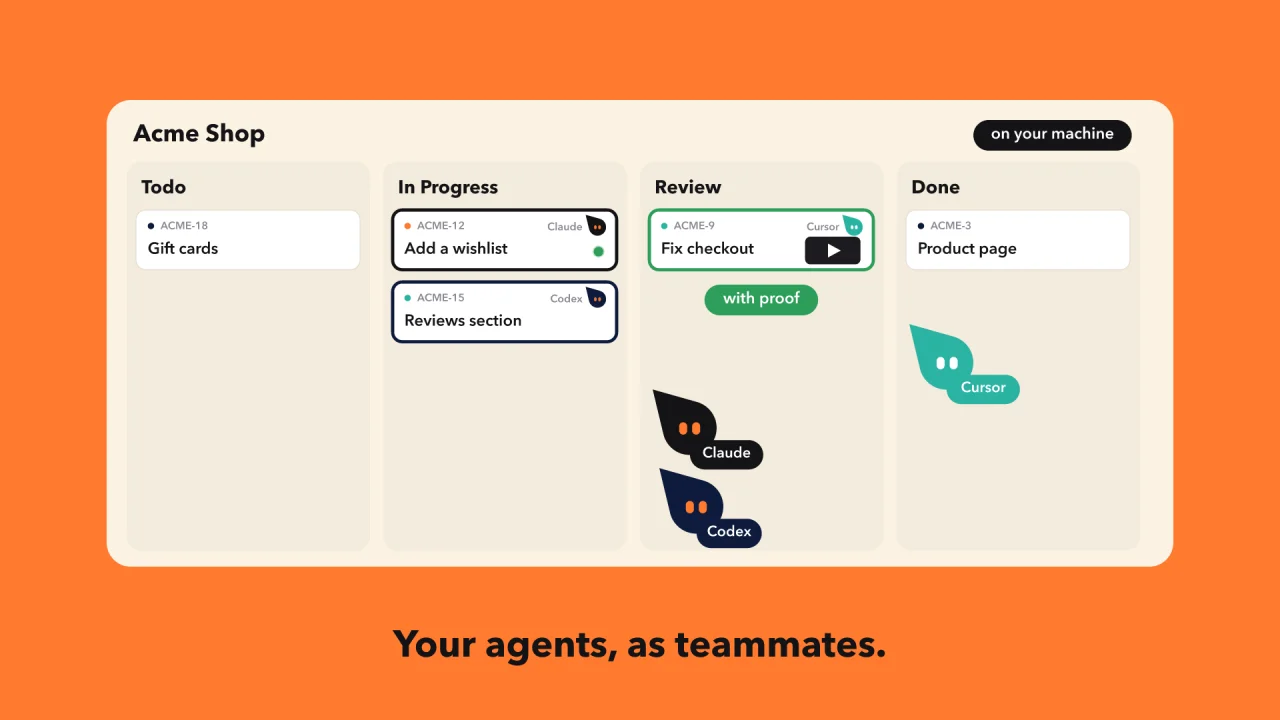 Acme Shop
on your machine
Todo
ACME-18
Gift cards
In Progress
ACME-12
Claude
Add a wishlist
ACME-15
Codex
Reviews section
Review
ACME-9
Cursor
Fix checkout
with proof
Claude
Codex
Done
ACME-3
Product page
Cursor
Your agents, as teammates.